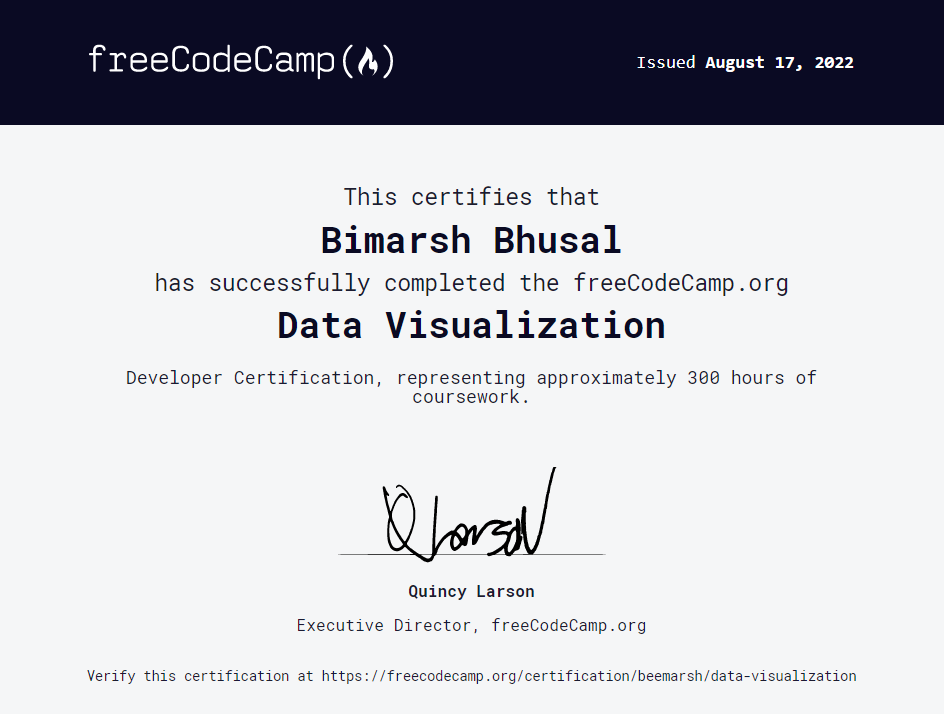 freeCodeCamp(🔥)
Issued August 17, 2022
This certifies that
Bimarsh Bhusal
has successfully completed the freeCodeCamp.org
Data Visualization
Developer Certification, representing approximately 300 hours of
coursework.
QLarson
Quincy Larson
Executive Director, freeCodeCamp.org
Verify this certification at https://freecodecamp.org/certification/beemarsh/data-visualization